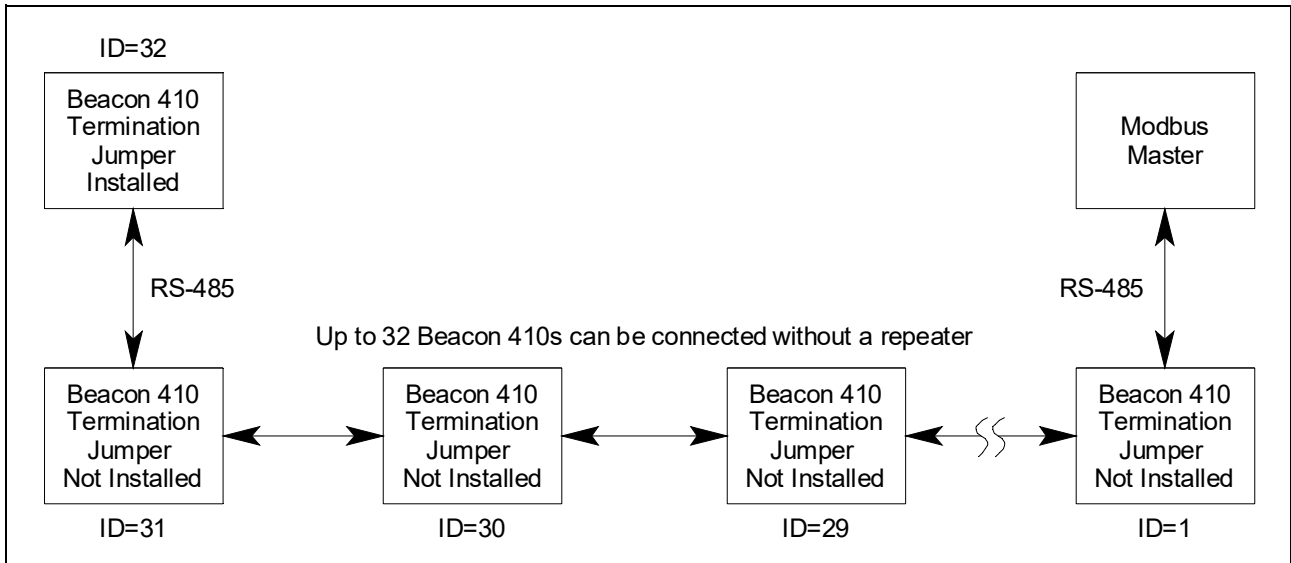 ID=32
Beacon 410
Termination
Jumper
Installed
Modbus
Master
RS-485
RS-485
Up to 32 Beacon 410s can be connected without a repeater
Beacon 410
Termination
Jumper
Not Installed
Beacon 410
Termination
Jumper
Not Installed
Beacon 410
Termination
Jumper
Not Installed
Beacon 410
Termination
Jumper
Not Installed
ID=31
ID=30
ID=29
ID=1